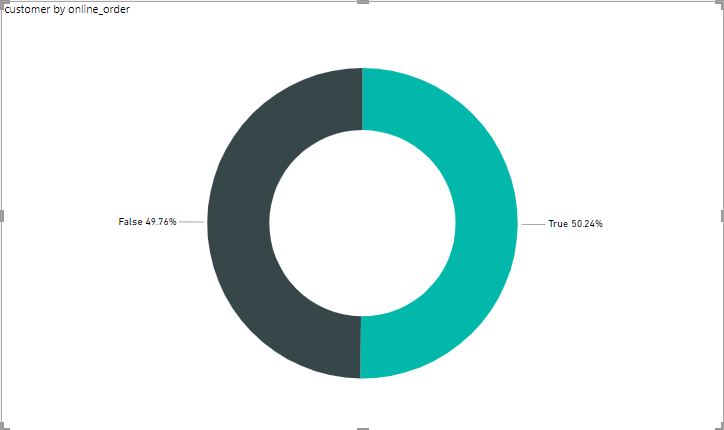 customer by online_order
False 49.76%
True 50.24%